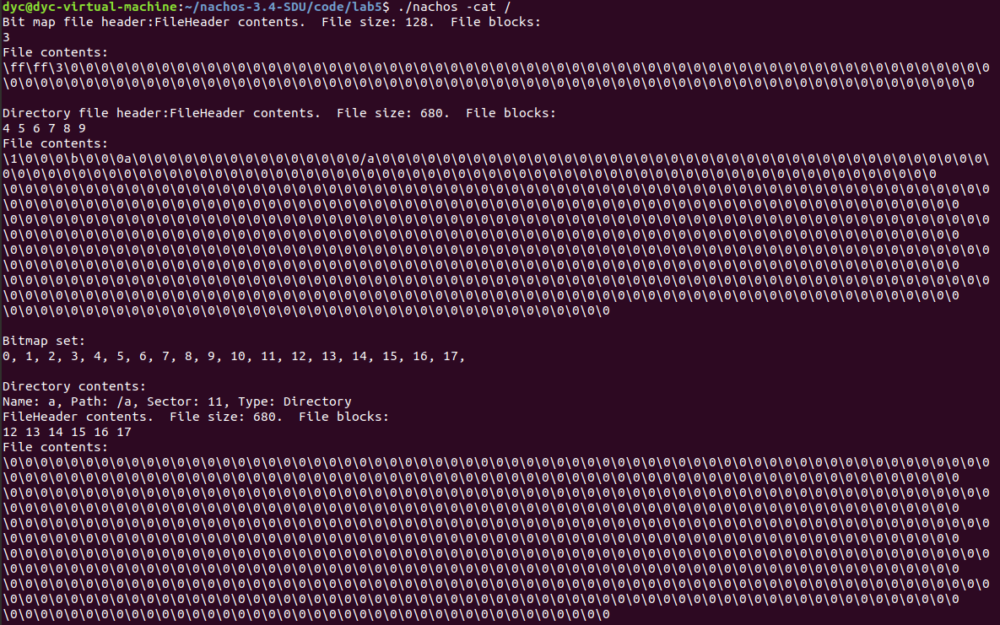 dyc@dyc-virtual-machine:~/nachos-3.4-SDU/code/lab5$ ./nachos -cat /
Bit map file header:FileHeader contents.  File size: 128.  File blocks:
3
File contents:
\ff\ff\3\0\0\0\0\0\0\0\0\0\0\0\0\0\0\0\0\0\0\0\0\0\0\0\0\0\0\0\0\0\0\0\0\0\0\0\0\0\0\0\0\0\0\0\0\0\0\0\0\0\0\0\0\0\0\0\0\0\0\0\0\0
\0\0\0\0\0\0\0\0\0\0\0\0\0\0\0\0\0\0\0\0\0\0\0\0\0\0\0\0\0\0\0\0\0\0\0\0\0\0\0\0\0\0\0\0\0\0\0\0\0\0\0\0\0\0\0\0\0\0\0\0\0\0\0\0
Directory file header:FileHeader contents.  File size: 680.  File blocks:
4 5 6 7 8 9
File contents:
\1\0\0\0\b\0\0\0a\0\0\0\0\0\0\0\0\0\0\0\0\0\0\0/a\0\0\0\0\0\0\0\0\0\0\0\0\0\0\0\0\0\0\0\0\0\0\0\0\0\0\0\0\0\0\0\0\0\0\0\0\0\0\0\0\
0\0\0\0\0\0\0\0\0\0\0\0\0\0\0\0\0\0\0\0\0\0\0\0\0\0\0\0\0\0\0\0\0\0\0\0\0\0\0\0\0\0\0\0\0\0\0\0\0\0\0\0\0\0\0\0\0\0\0\0\0\0
\0\0\0\0\0\0\0\0\0\0\0\0\0\0\0\0\0\0\0\0\0\0\0\0\0\0\0\0\0\0\0\0\0\0\0\0\0\0\0\0\0\0\0\0\0\0\0\0\0\0\0\0\0\0\0\0\0\0\0\0\0\0\0\0\0
\0\0\0\0\0\0\0\0\0\0\0\0\0\0\0\0\0\0\0\0\0\0\0\0\0\0\0\0\0\0\0\0\0\0\0\0\0\0\0\0\0\0\0\0\0\0\0\0\0\0\0\0\0\0\0\0\0\0\0\0\0\0\0
\0\0\0\0\0\0\0\0\0\0\0\0\0\0\0\0\0\0\0\0\0\0\0\0\0\0\0\0\0\0\0\0\0\0\0\0\0\0\0\0\0\0\0\0\0\0\0\0\0\0\0\0\0\0\0\0\0\0\0\0\0\0\0\0\0
\0\0\0\0\0\0\0\0\0\0\0\0\0\0\0\0\0\0\0\0\0\0\0\0\0\0\0\0\0\0\0\0\0\0\0\0\0\0\0\0\0\0\0\0\0\0\0\0\0\0\0\0\0\0\0\0\0\0\0\0\0\0\0
\0\0\0\0\0\0\0\0\0\0\0\0\0\0\0\0\0\0\0\0\0\0\0\0\0\0\0\0\0\0\0\0\0\0\0\0\0\0\0\0\0\0\0\0\0\0\0\0\0\0\0\0\0\0\0\0\0\0\0\0\0\0\0\0\0
\0\0\0\0\0\0\0\0\0\0\0\0\0\0\0\0\0\0\0\0\0\0\0\0\0\0\0\0\0\0\0\0\0\0\0\0\0\0\0\0\0\0\0\0\0\0\0\0\0\0\0\0\0\0\0\0\0\0\0\0\0\0\0
\0\0\0\0\0\0\0\0\0\0\0\0\0\0\0\0\0\0\0\0\0\0\0\0\0\0\0\0\0\0\0\0\0\0\0\0\0\0\0\0\0\0\0\0\0\0\0\0\0\0\0\0\0\0\0\0\0\0\0\0\0\0\0\0\0
\0\0\0\0\0\0\0\0\0\0\0\0\0\0\0\0\0\0\0\0\0\0\0\0\0\0\0\0\0\0\0\0\0\0\0\0\0\0\0\0\0\0\0\0\0\0\0\0\0\0\0\0\0\0\0\0\0\0\0\0\0\0\0
\0\0\0\0\0\0\0\0\0\0\0\0\0\0\0\0\0\0\0\0\0\0\0\0\0\0\0\0\0\0\0\0\0\0\0\0\0\0\0\0
Bitmap set:
0, 1, 2, 3, 4, 5, 6, 7, 8, 9, 10, 11, 12, 13, 14, 15, 16, 17,
Directory contents:
Name: a, Path: /a, Sector: 11, Type: Directory
FileHeader contents.  File size: 680.  File blocks:
12 13 14 15 16 17
File contents:
\0\0\0\0\0\0\0\0\0\0\0\0\0\0\0\0\0\0\0\0\0\0\0\0\0\0\0\0\0\0\0\0\0\0\0\0\0\0\0\0\0\0\0\0\0\0\0\0\0\0\0\0\0\0\0\0\0\0\0\0\0\0\0\0\0
\0\0\0\0\0\0\0\0\0\0\0\0\0\0\0\0\0\0\0\0\0\0\0\0\0\0\0\0\0\0\0\0\0\0\0\0\0\0\0\0\0\0\0\0\0\0\0\0\0\0\0\0\0\0\0\0\0\0\0\0\0\0\0
\0\0\0\0\0\0\0\0\0\0\0\0\0\0\0\0\0\0\0\0\0\0\0\0\0\0\0\0\0\0\0\0\0\0\0\0\0\0\0\0\0\0\0\0\0\0\0\0\0\0\0\0\0\0\0\0\0\0\0\0\0\0\0\0\0
\0\0\0\0\0\0\0\0\0\0\0\0\0\0\0\0\0\0\0\0\0\0\0\0\0\0\0\0\0\0\0\0\0\0\0\0\0\0\0\0\0\0\0\0\0\0\0\0\0\0\0\0\0\0\0\0\0\0\0\0\0\0\0
\0\0\0\0\0\0\0\0\0\0\0\0\0\0\0\0\0\0\0\0\0\0\0\0\0\0\0\0\0\0\0\0\0\0\0\0\0\0\0\0\0\0\0\0\0\0\0\0\0\0\0\0\0\0\0\0\0\0\0\0\0\0\0\0\0
\0\0\0\0\0\0\0\0\0\0\0\0\0\0\0\0\0\0\0\0\0\0\0\0\0\0\0\0\0\0\0\0\0\0\0\0\0\0\0\0\0\0\0\0\0\0\0\0\0\0\0\0\0\0\0\0\0\0\0\0\0\0\0
\0\0\0\0\0\0\0\0\0\0\0\0\0\0\0\0\0\0\0\0\0\0\0\0\0\0\0\0\0\0\0\0\0\0\0\0\0\0\0\0\0\0\0\0\0\0\0\0\0\0\0\0\0\0\0\0\0\0\0\0\0\0\0\0\0
\0\0\0\0\0\0\0\0\0\0\0\0\0\0\0\0\0\0\0\0\0\0\0\0\0\0\0\0\0\0\0\0\0\0\0\0\0\0\0\0\0\0\0\0\0\0\0\0\0\0\0\0\0\0\0\0\0\0\0\0\0\0\0
\0\0\0\0\0\0\0\0\0\0\0\0\0\0\0\0\0\0\0\0\0\0\0\0\0\0\0\0\0\0\0\0\0\0\0\0\0\0\0\0\0\0\0\0\0\0\0\0\0\0\0\0\0\0\0\0\0\0\0\0\0\0\0\0\0
\0\0\0\0\0\0\0\0\0\0\0\0\0\0\0\0\0\0\0\0\0\0\0\0\0\0\0\0\0\0\0\0\0\0\0\0\0\0\0\0\0\0\0\0\0\0\0\0\0\0\0\0\0\0\0\0\0\0\0\0\0\0\0
\0\0\0\0\0\0\0\0\0\0\0\0\0\0\0\0\0\0\0\0\0\0\0\0\0\0\0\0\0\0\0\0\0\0\0\0\0\0\0\0